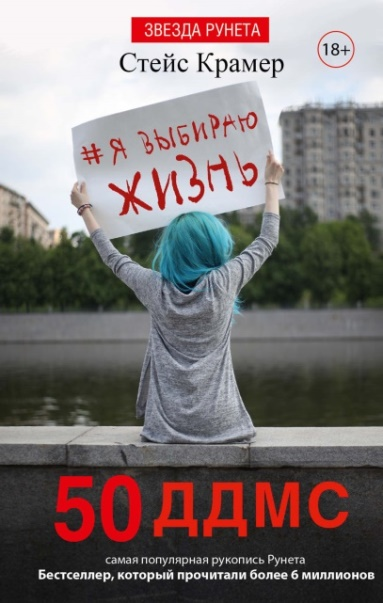 ЗВЕЗДА РУНЕТА
Стейс Крамер
18+
#Я ВЫБИРАЮ
ЖИЗНЬ
50 ДДМС
самая популярная рукопись Рунета
Бестселлер, который прочитали более 6 миллионов